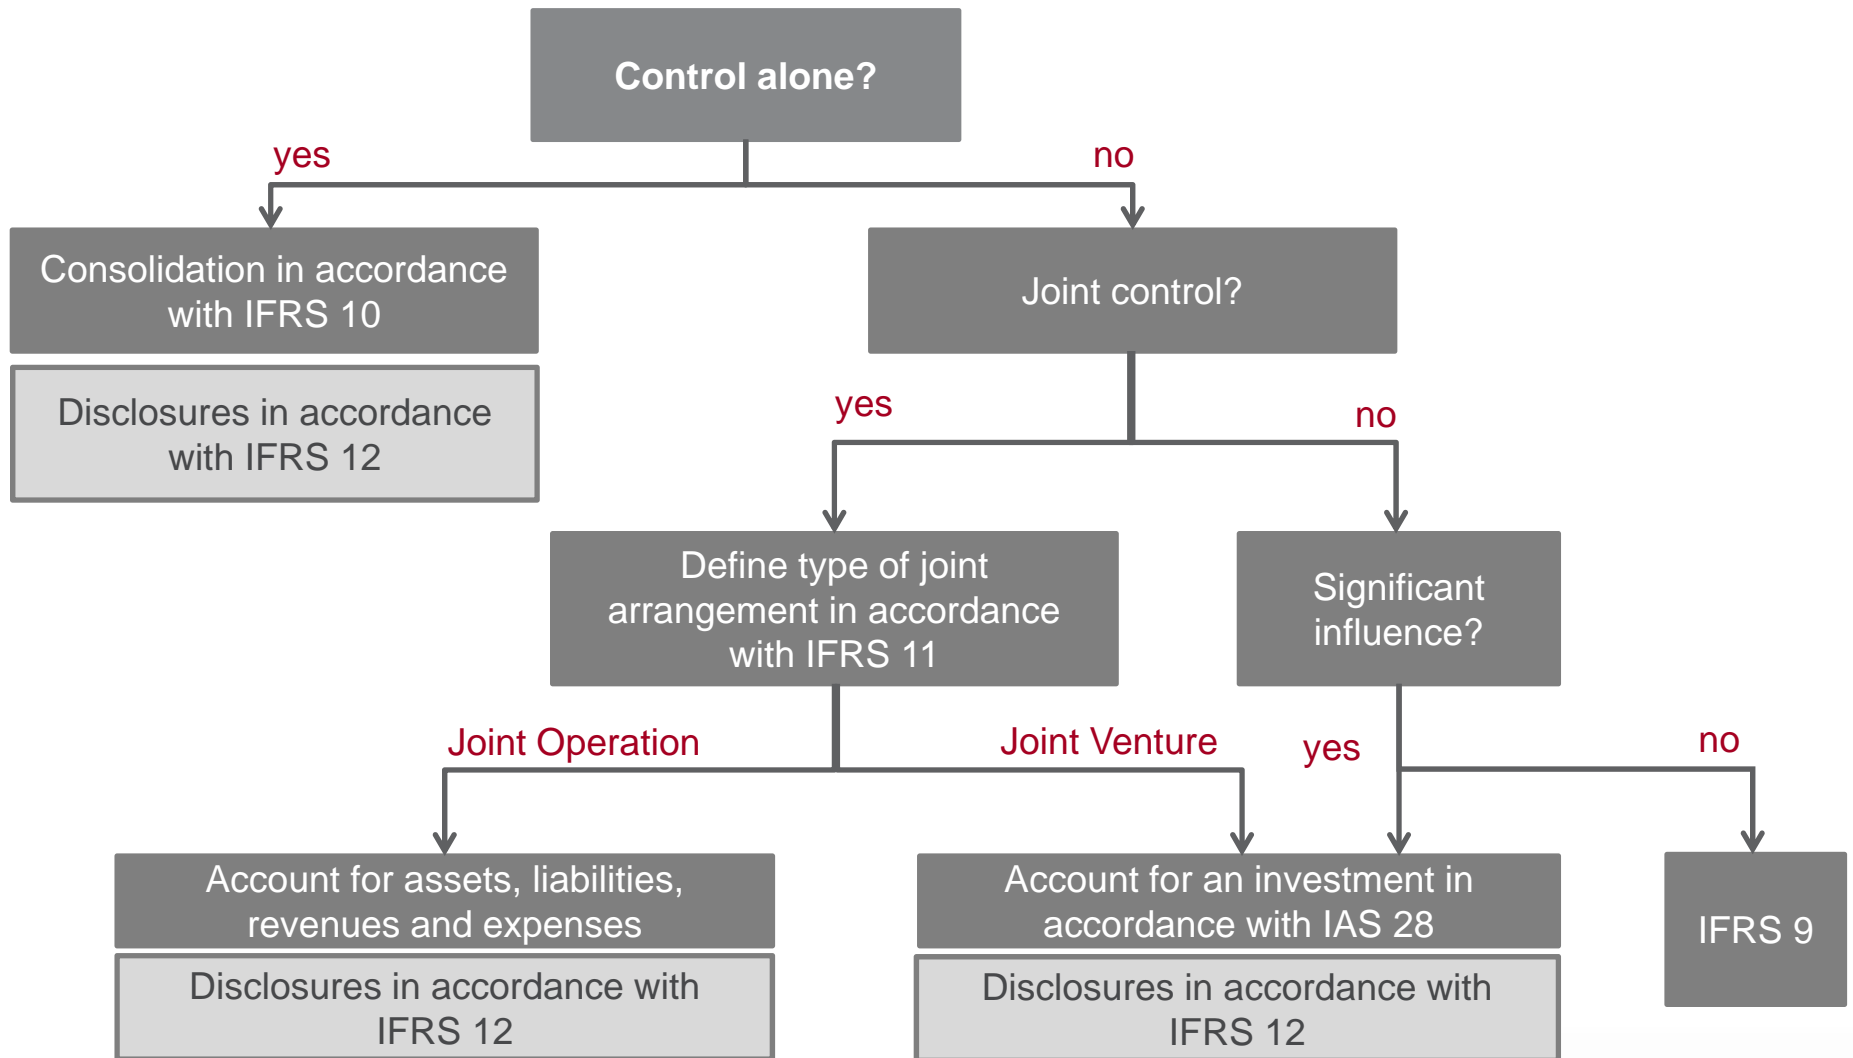 Control alone?
yes
no
Consolidation in accordance
with IFRS 10
Joint control?
Disclosures in accordance
with IFRS 12
yes
no
Define type of joint
arrangement in accordance
with IFRS 11
Significant
influence?
Joint Operation
Joint Venture
yes
no
Account for assets, liabilities,
revenues and expenses
Account for an investment in
accordance with IAS 28
IFRS 9
Disclosures in accordance with
IFRS 12
Disclosures in accordance with
IFRS 12